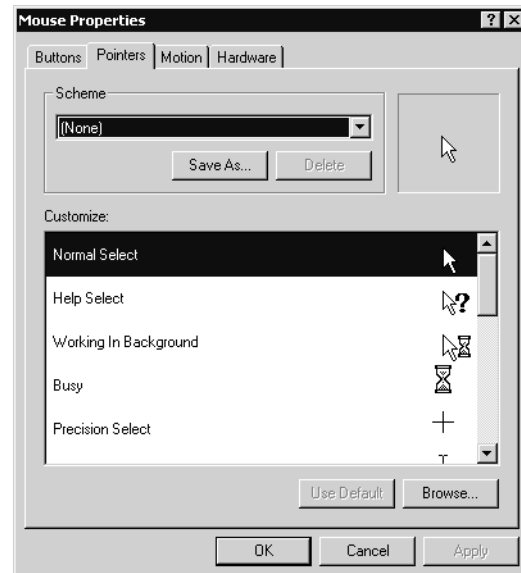 Mouse Properties
Buttons Pointers Motion Hardware
Scheme
(None)
Save As... Delete
Customize:
Normal Select
Help Select
Working In Background
Busy
Precision Select
Use Default Browse...
OK Cancel Apply